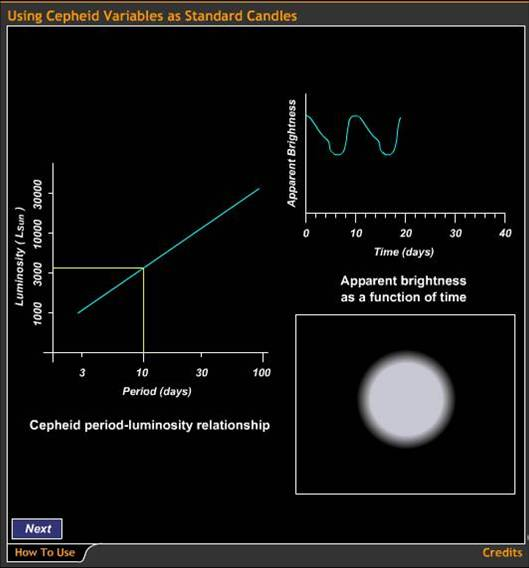 Using Cepheid Variables as Standard Candles
Apparent Brightness
0 10 20 30 40
Time (days)
Apparent brightness
as a function of time
Luminosity ( LSun )
30000
10000
3000
1000
3 10 30 100
Period (days)
Cepheid period-luminosity relationship
Next
How To Use
Credits